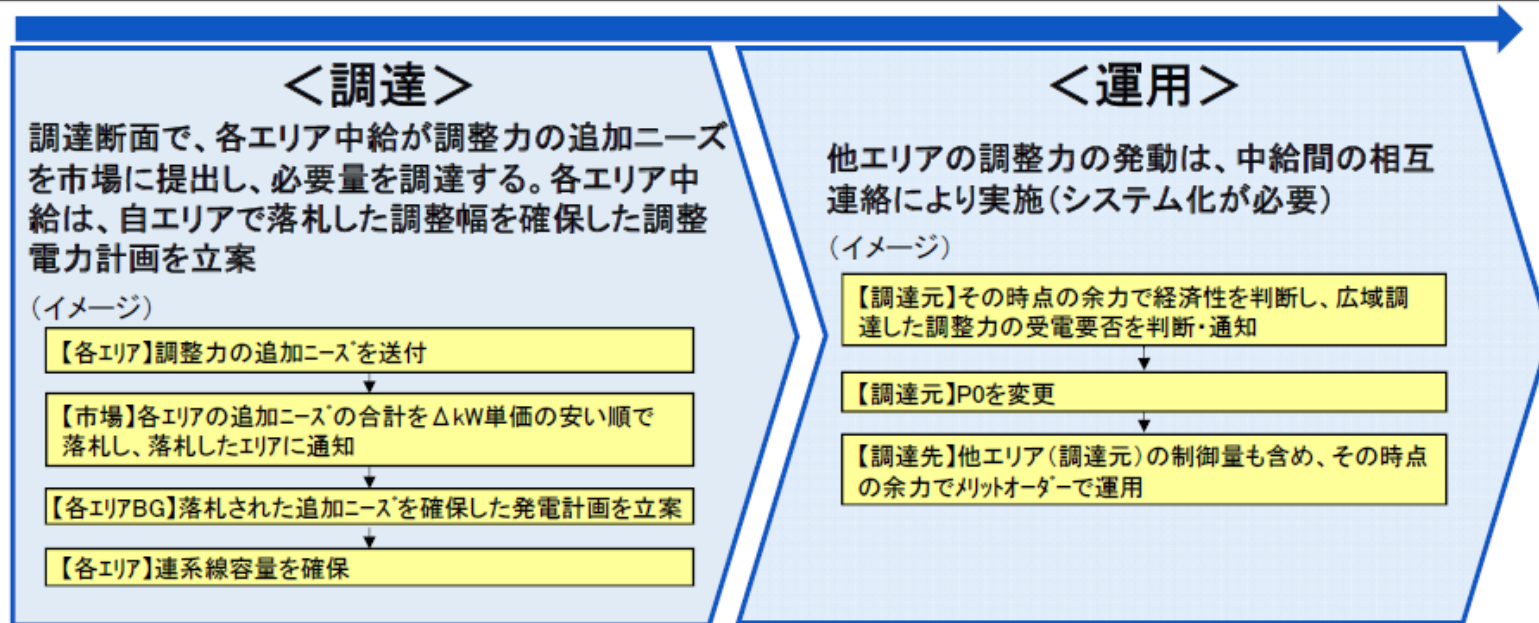 ＜調達＞
調達断面で、各エリア中給が調整力の追加ニーズ
を市場に提出し、必要量を調達する。各エリア中
給は、自エリアで落札した調整幅を確保した調整
電力計画を立案
（イメージ）
【各エリア】調整力の追加ニーズを送付
【市場】各エリアの追加ニーズの合計をΔkW単価の安い順で
落札し、落札したエリアに通知
【各エリアBG】落札された追加ニーズを確保した発電計画を立案
【各エリア】連系線容量を確保
＜運用＞
他エリアの調整力の発動は、中給間の相互
連絡により実施（システム化が必要）
（イメージ）
【調達元】その時点の余力で経済性を判断し、広域調
達した調整力の受電要否を判断・通知
【調達元】P0を変更
【調達先】他エリア（調達元）の制御量も含め、その時点
の余力でメリットオーダーで運用